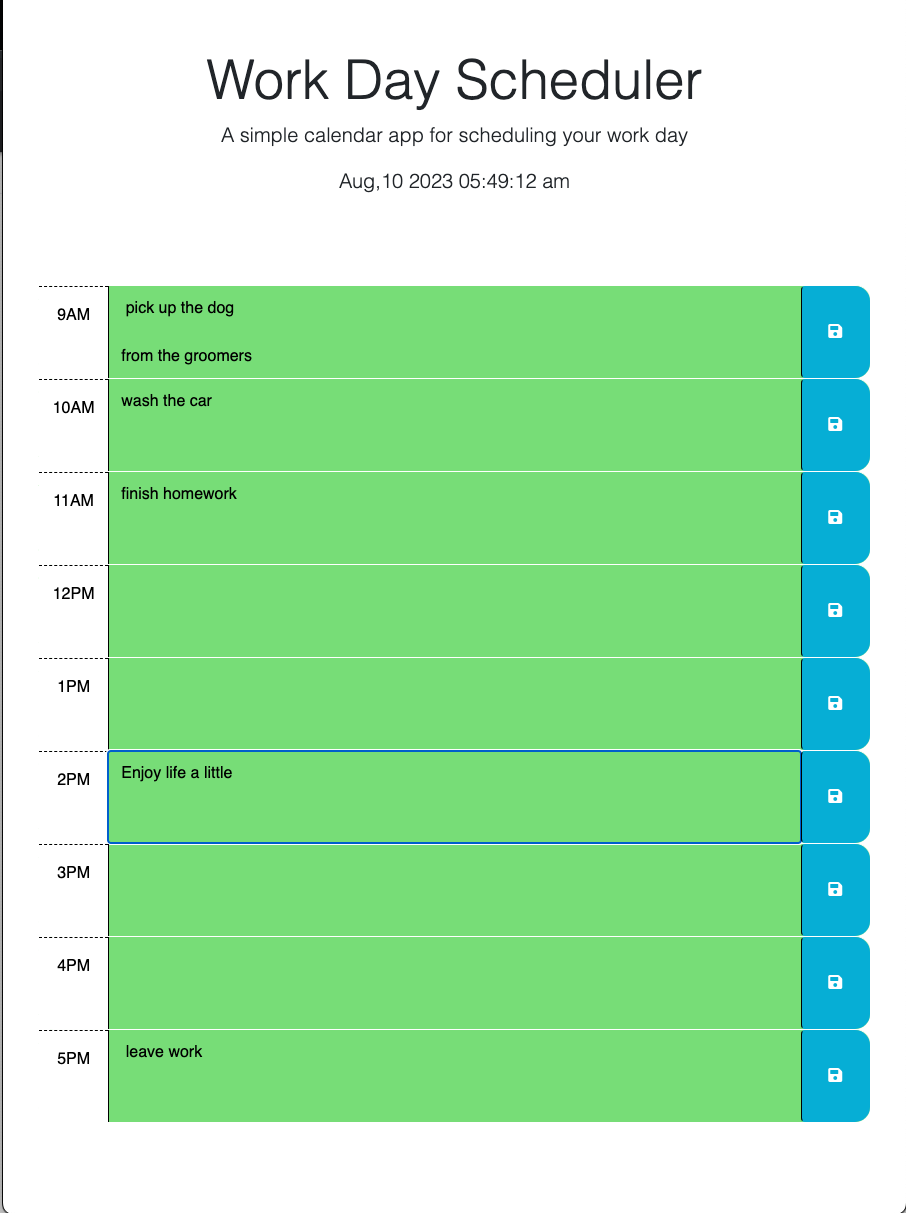 Work Day Scheduler
A simple calendar app for scheduling your work day
Aug,10 2023 05:49:12 am
9AM
pick up the dog
from the groomers
10AM
wash the car
11AM
finish homework
12PM
1PM
2PM
Enjoy life a little
3PM
4PM
5PM
leave work